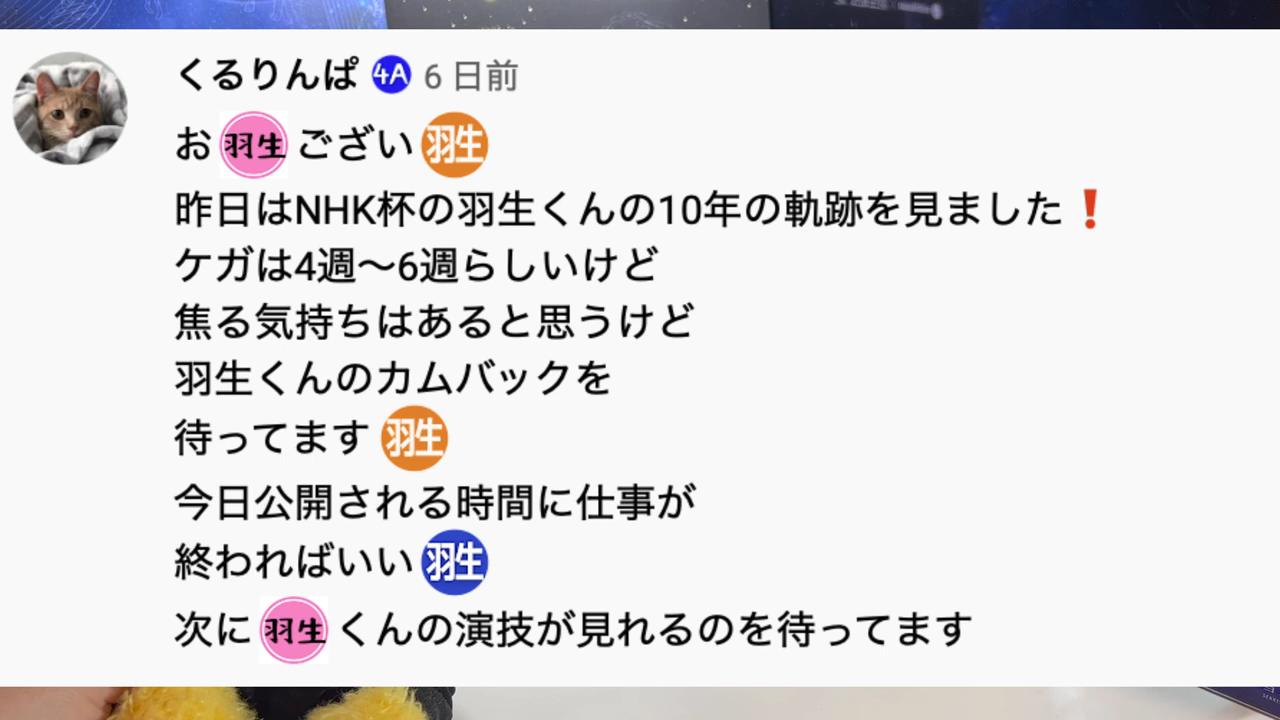 くるりんぱ 4A 6 日前
お 羽生 ござい 羽生
昨日はNHK杯の羽生くんの10年の軌跡を見ました❗
ケガは4週〜6週らしいけど
焦る気持ちはあると思うけど
羽生くんのカムバックを
待ってます 羽生
今日公開される時間に仕事が
終わればいい 羽生
次に 羽生 くんの演技が見れるのを待ってます